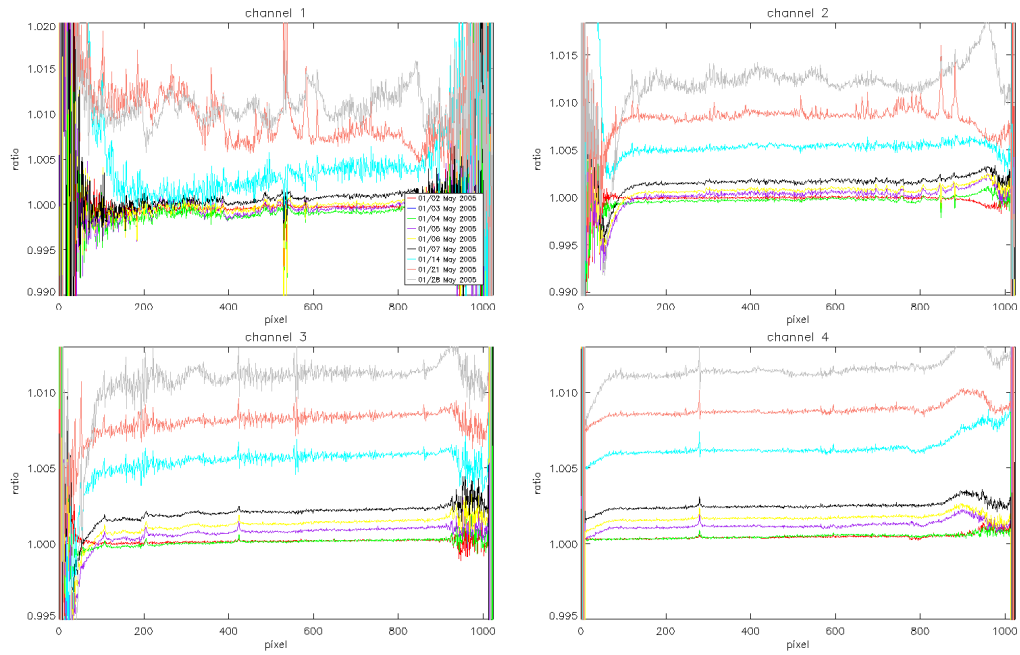 channel 1
1.020
1.015
1.010
1.005
1.000
0.995
0.990
ratio
0
200
400
600
800
1000
pixel
01/02 May 2005
01/03 May 2005
01/04 May 2005
01/05 May 2005
01/06 May 2005
01/07 May 2005
01/14 May 2005
01/21 May 2005
01/28 May 2005
channel 2
1.015
1.010
1.005
1.000
0.995
0.990
ratio
0
200
400
600
800
1000
pixel
channel 3
1.010
1.005
1.000
0.995
ratio
0
200
400
600
800
1000
pixel
channel 4
1.010
1.005
1.000
0.995
ratio
0
200
400
600
800
1000
pixel